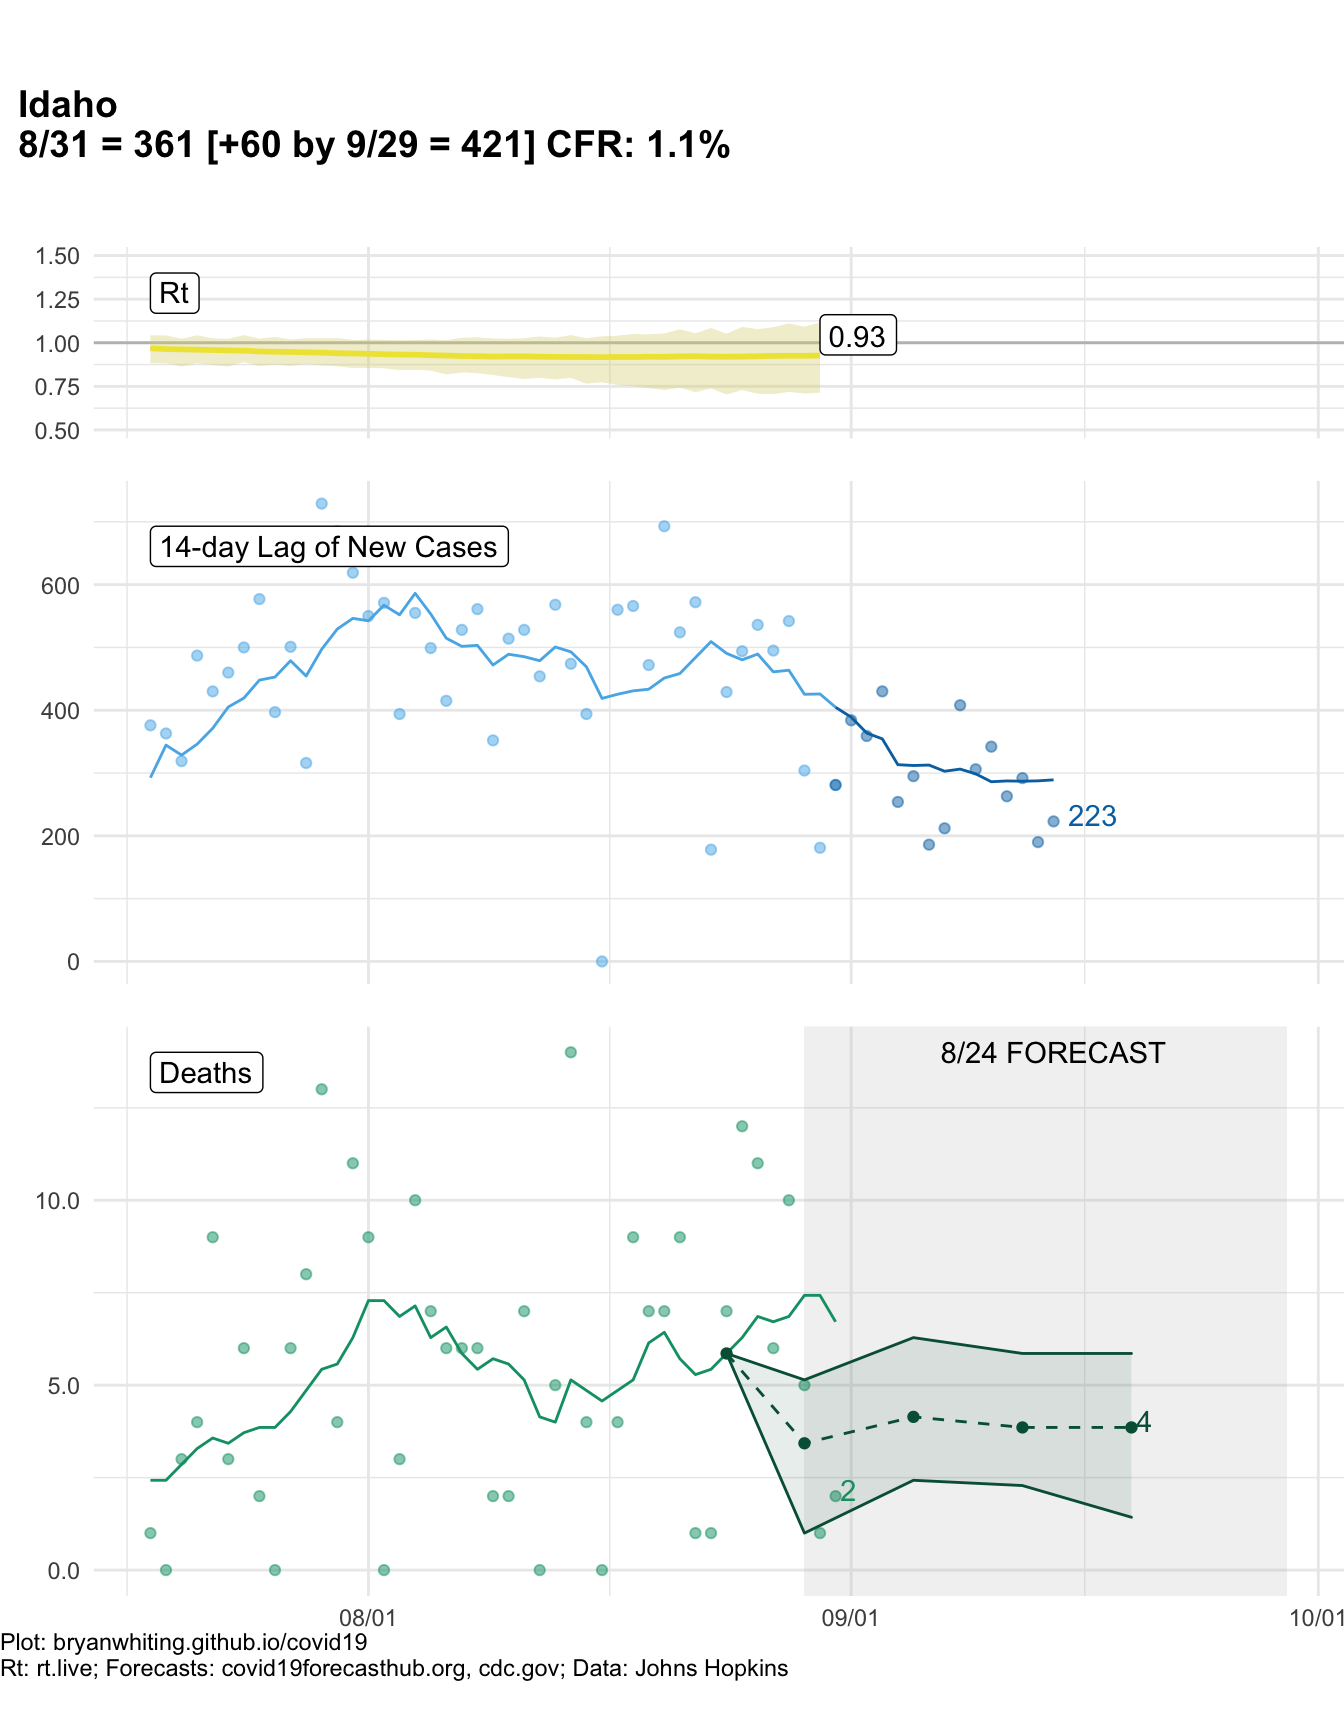 Idaho
8/31 = 361 [+60 by 9/29 = 421] CFR: 1.1%
1.50
Rt
1.25
0.93
1.00
0.75
0.50
14-day Lag of New Cases
600
400
223
200
0
8/24 FORECAST
Deaths
10.0
5.0
4
2
0.0
08/01
09/01
10/01
Plot: bryanwhiting.github.io/covid19
Rt: rt.live; Forecasts: covid19forecasthub.org, cdc.gov; Data: Johns Hopkins